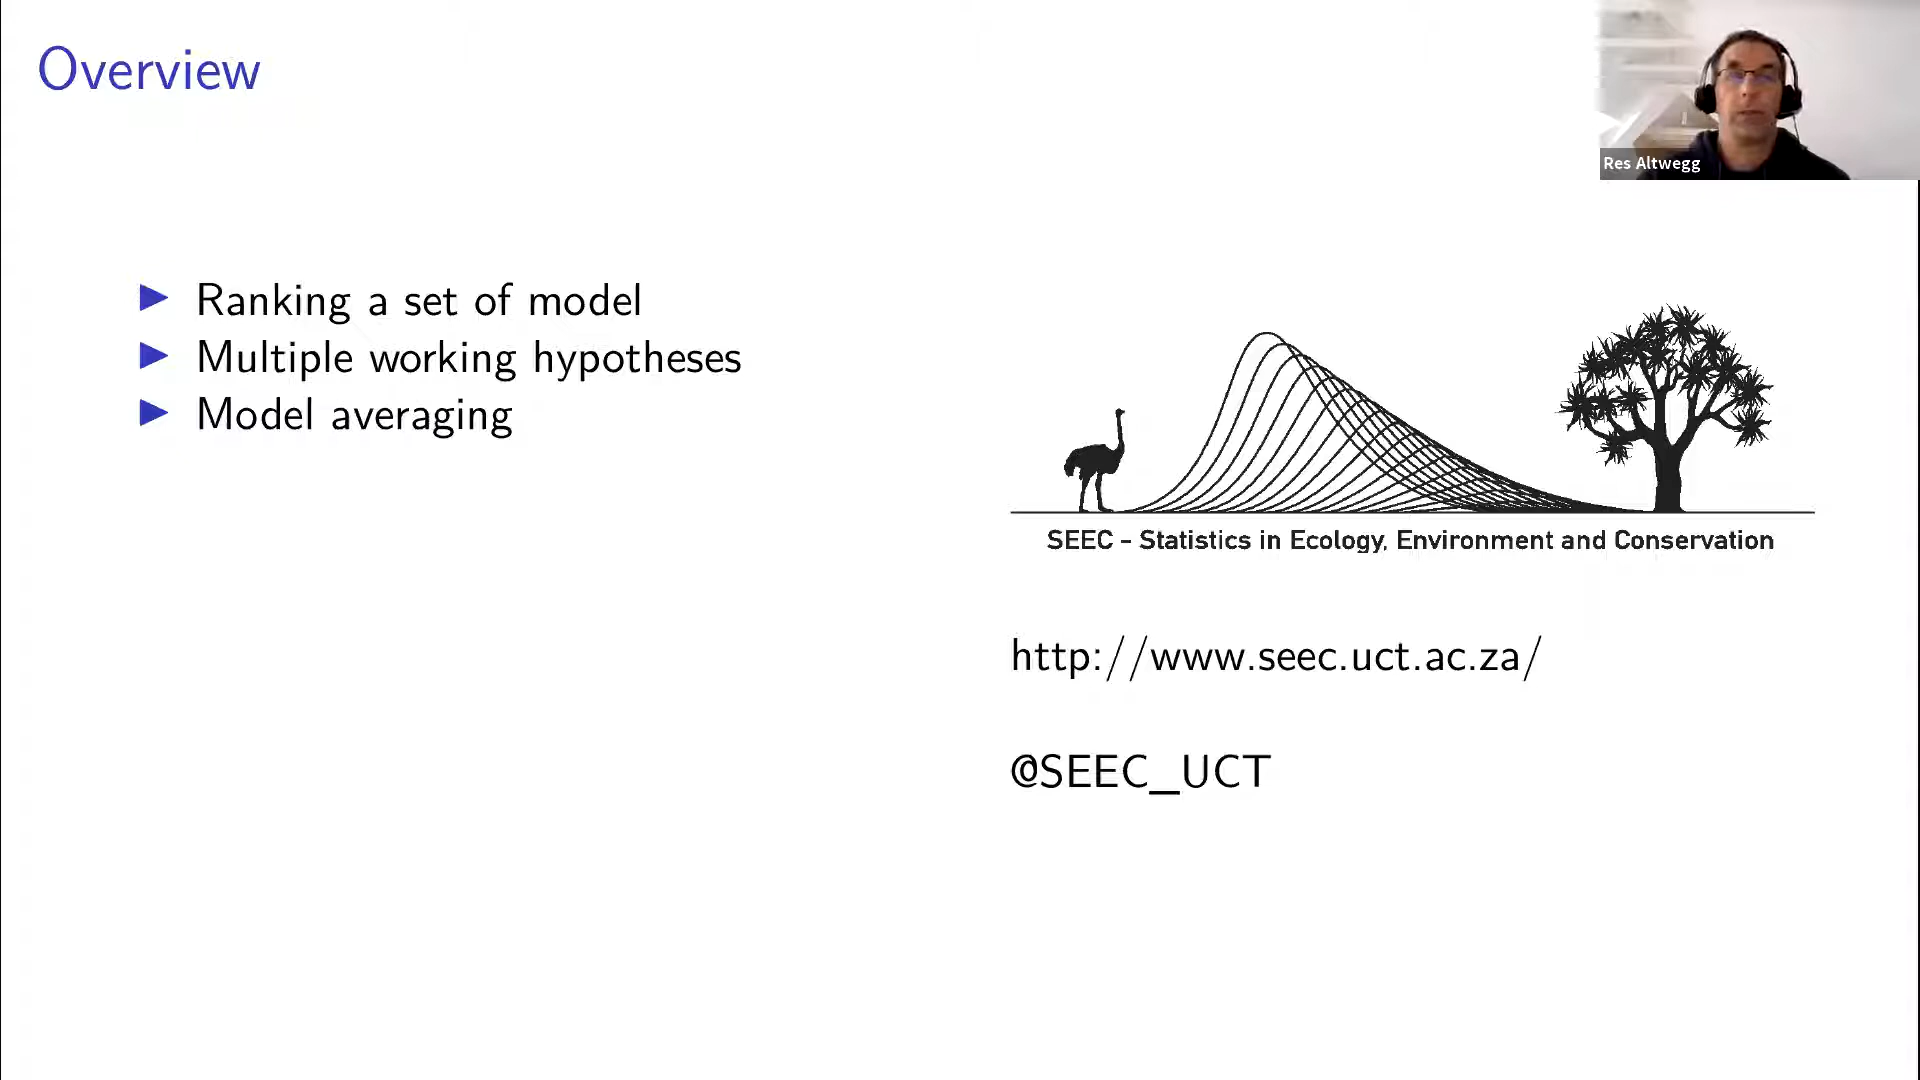 Overview
Res Altwegg
Ranking a set of model
Multiple working hypotheses
Model averaging
SEEC - Statistics in Ecology, Environment and Conservation
http://www.seec.uct.ac.za/
@SEEC_UCT